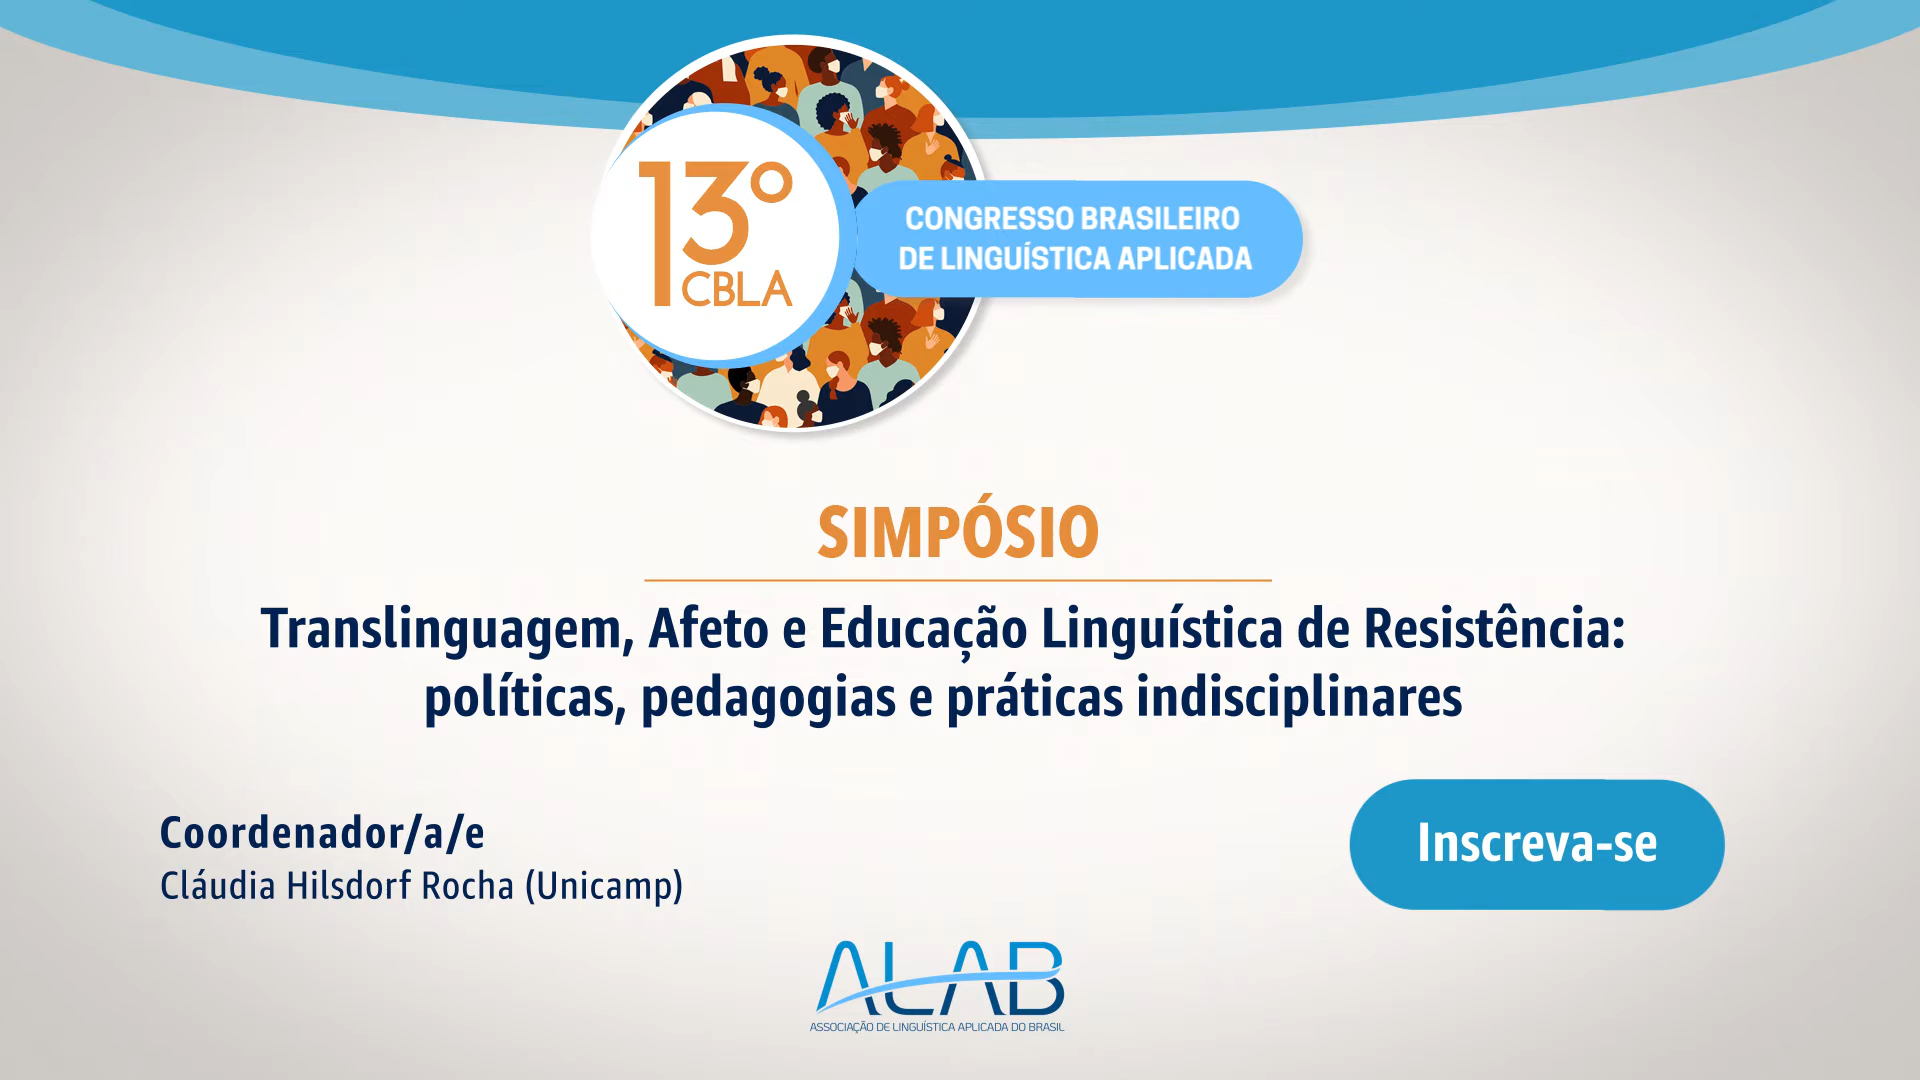 13º
CBLA
CONGRESSO BRASILEIRO
DE LINGUÍSTICA APLICADA
SIMPÓSIO
Translinguagem, Afeto e Educação Linguística de Resistência:
políticas, pedagogias e práticas indisciplinares
Coordenador/a/e
Cláudia Hilsdorf Rocha (Unicamp)
Inscreva-se
ALAB
ASSOCIAÇÃO DE LINGUÍSTICA APLICADA DO BRASIL